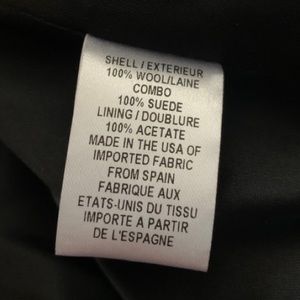 SHELL / EXTERIEUR
100% WOOL/LAINE
COMBO
100% SUEDE
LINING / DOUBLURE
100% ACETATE
MADE IN THE USA OF
IMPORTED FABRIC
FROM SPAIN
FABRIQUE AUX
ETATS-UNIS DU TISSU
IMPORTE A PARTIR
DE L'ESPAGNE